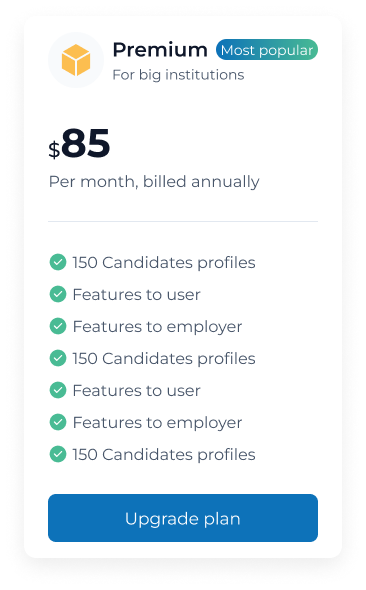 Premium Most popular
For big institutions
$85
Per month, billed annually
150 Candidates profiles
Features to user
Features to employer
150 Candidates profiles
Features to user
Features to employer
150 Candidates profiles
Upgrade plan